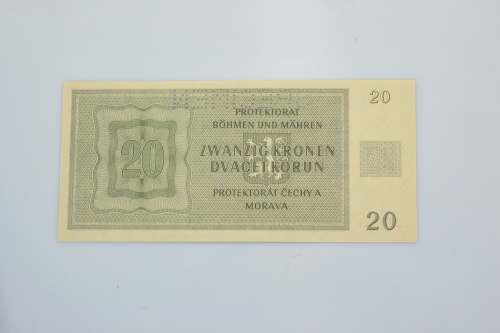 PROTEKTORAT
BÖHMEN UND MÄHREN
ZWANZIG KRONEN
DVACET KORUN
PROTEKTORÁT ČECHY A
MORAVA
20
20
20